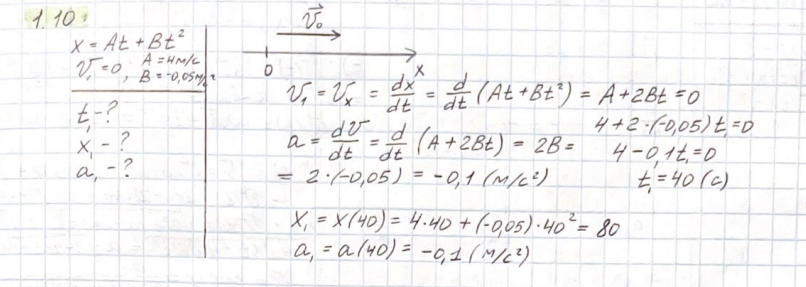 1.10
x = At + Bt²
V₁ = 0, A = 4 м/с
B = -0,05 м/с²
t₁ - ?
x₁ - ?
a₁ - ?
V⃗₀
0 x
V₁ = Vₓ = dx/dt = d/dt (At + Bt²) = A + 2Bt = 0
a = dV/dt = d/dt (A + 2Bt) = 2B =
= 2·(-0,05) = -0,1 (м/с²)
4 + 2·(-0,05)t₁ = 0
4 - 0,1t₁ = 0
t₁ = 40 (с)
x₁ = x(40) = 4·40 + (-0,05)·40² = 80
a₁ = a(40) = -0,1 (м/с²)